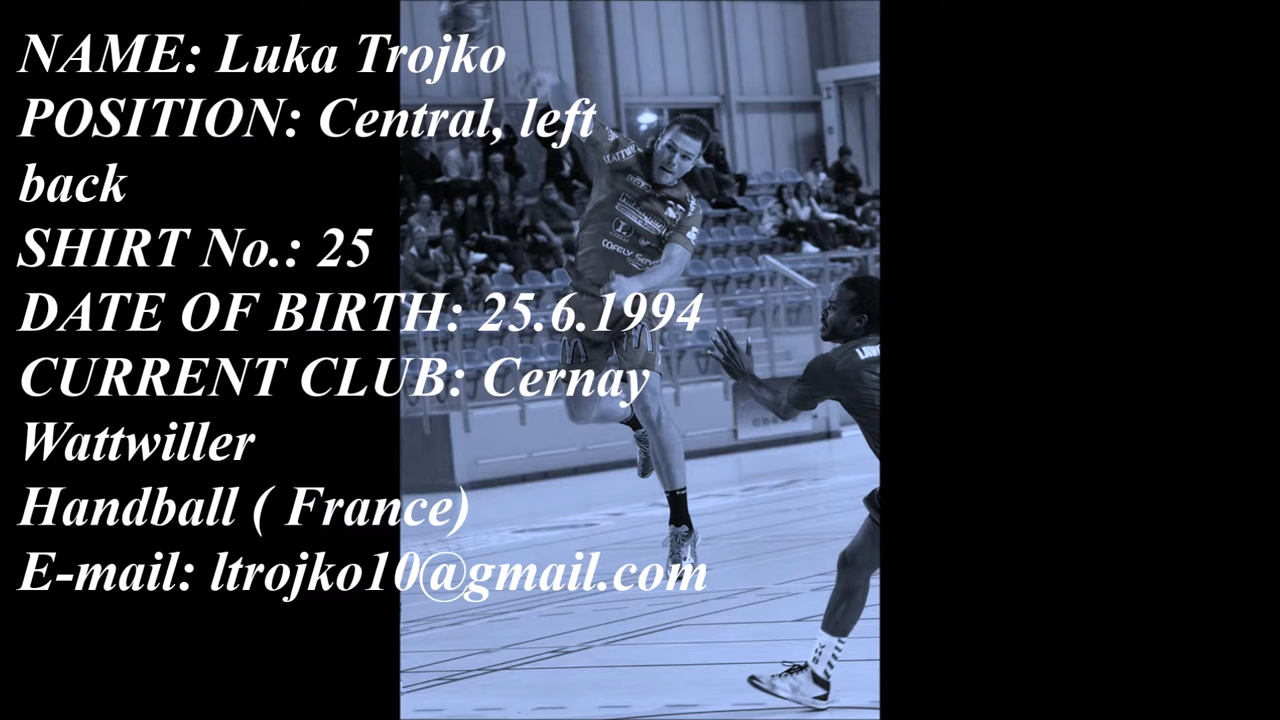 NAME: Luka Trojko
POSITION: Central, left
back
SHIRT No.: 25
DATE OF BIRTH: 25.6.1994
CURRENT CLUB: Cernay
Wattwiller
Handball ( France)
E-mail: ltrojko10@gmail.com
COFELY